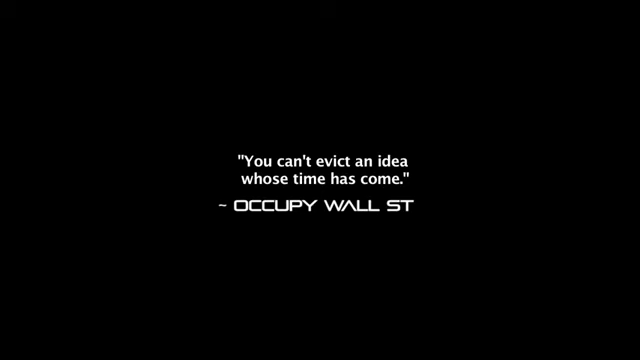 "You can't evict an idea
whose time has come."
~ OCCUPY WALL ST